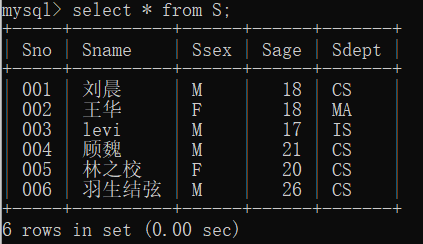 mysql> select * from S;
+-----+----------+------+------+-------+
| Sno | Sname | Ssex | Sage | Sdept |
+-----+----------+------+------+-------+
| 001 | 刘晨 | M | 18 | CS |
| 002 | 王华 | F | 18 | MA |
| 003 | levi | M | 17 | IS |
| 004 | 顾魏 | M | 21 | CS |
| 005 | 林之校 | F | 20 | CS |
| 006 | 羽生结弦 | M | 26 | CS |
+-----+----------+------+------+-------+
6 rows in set (0.00 sec)